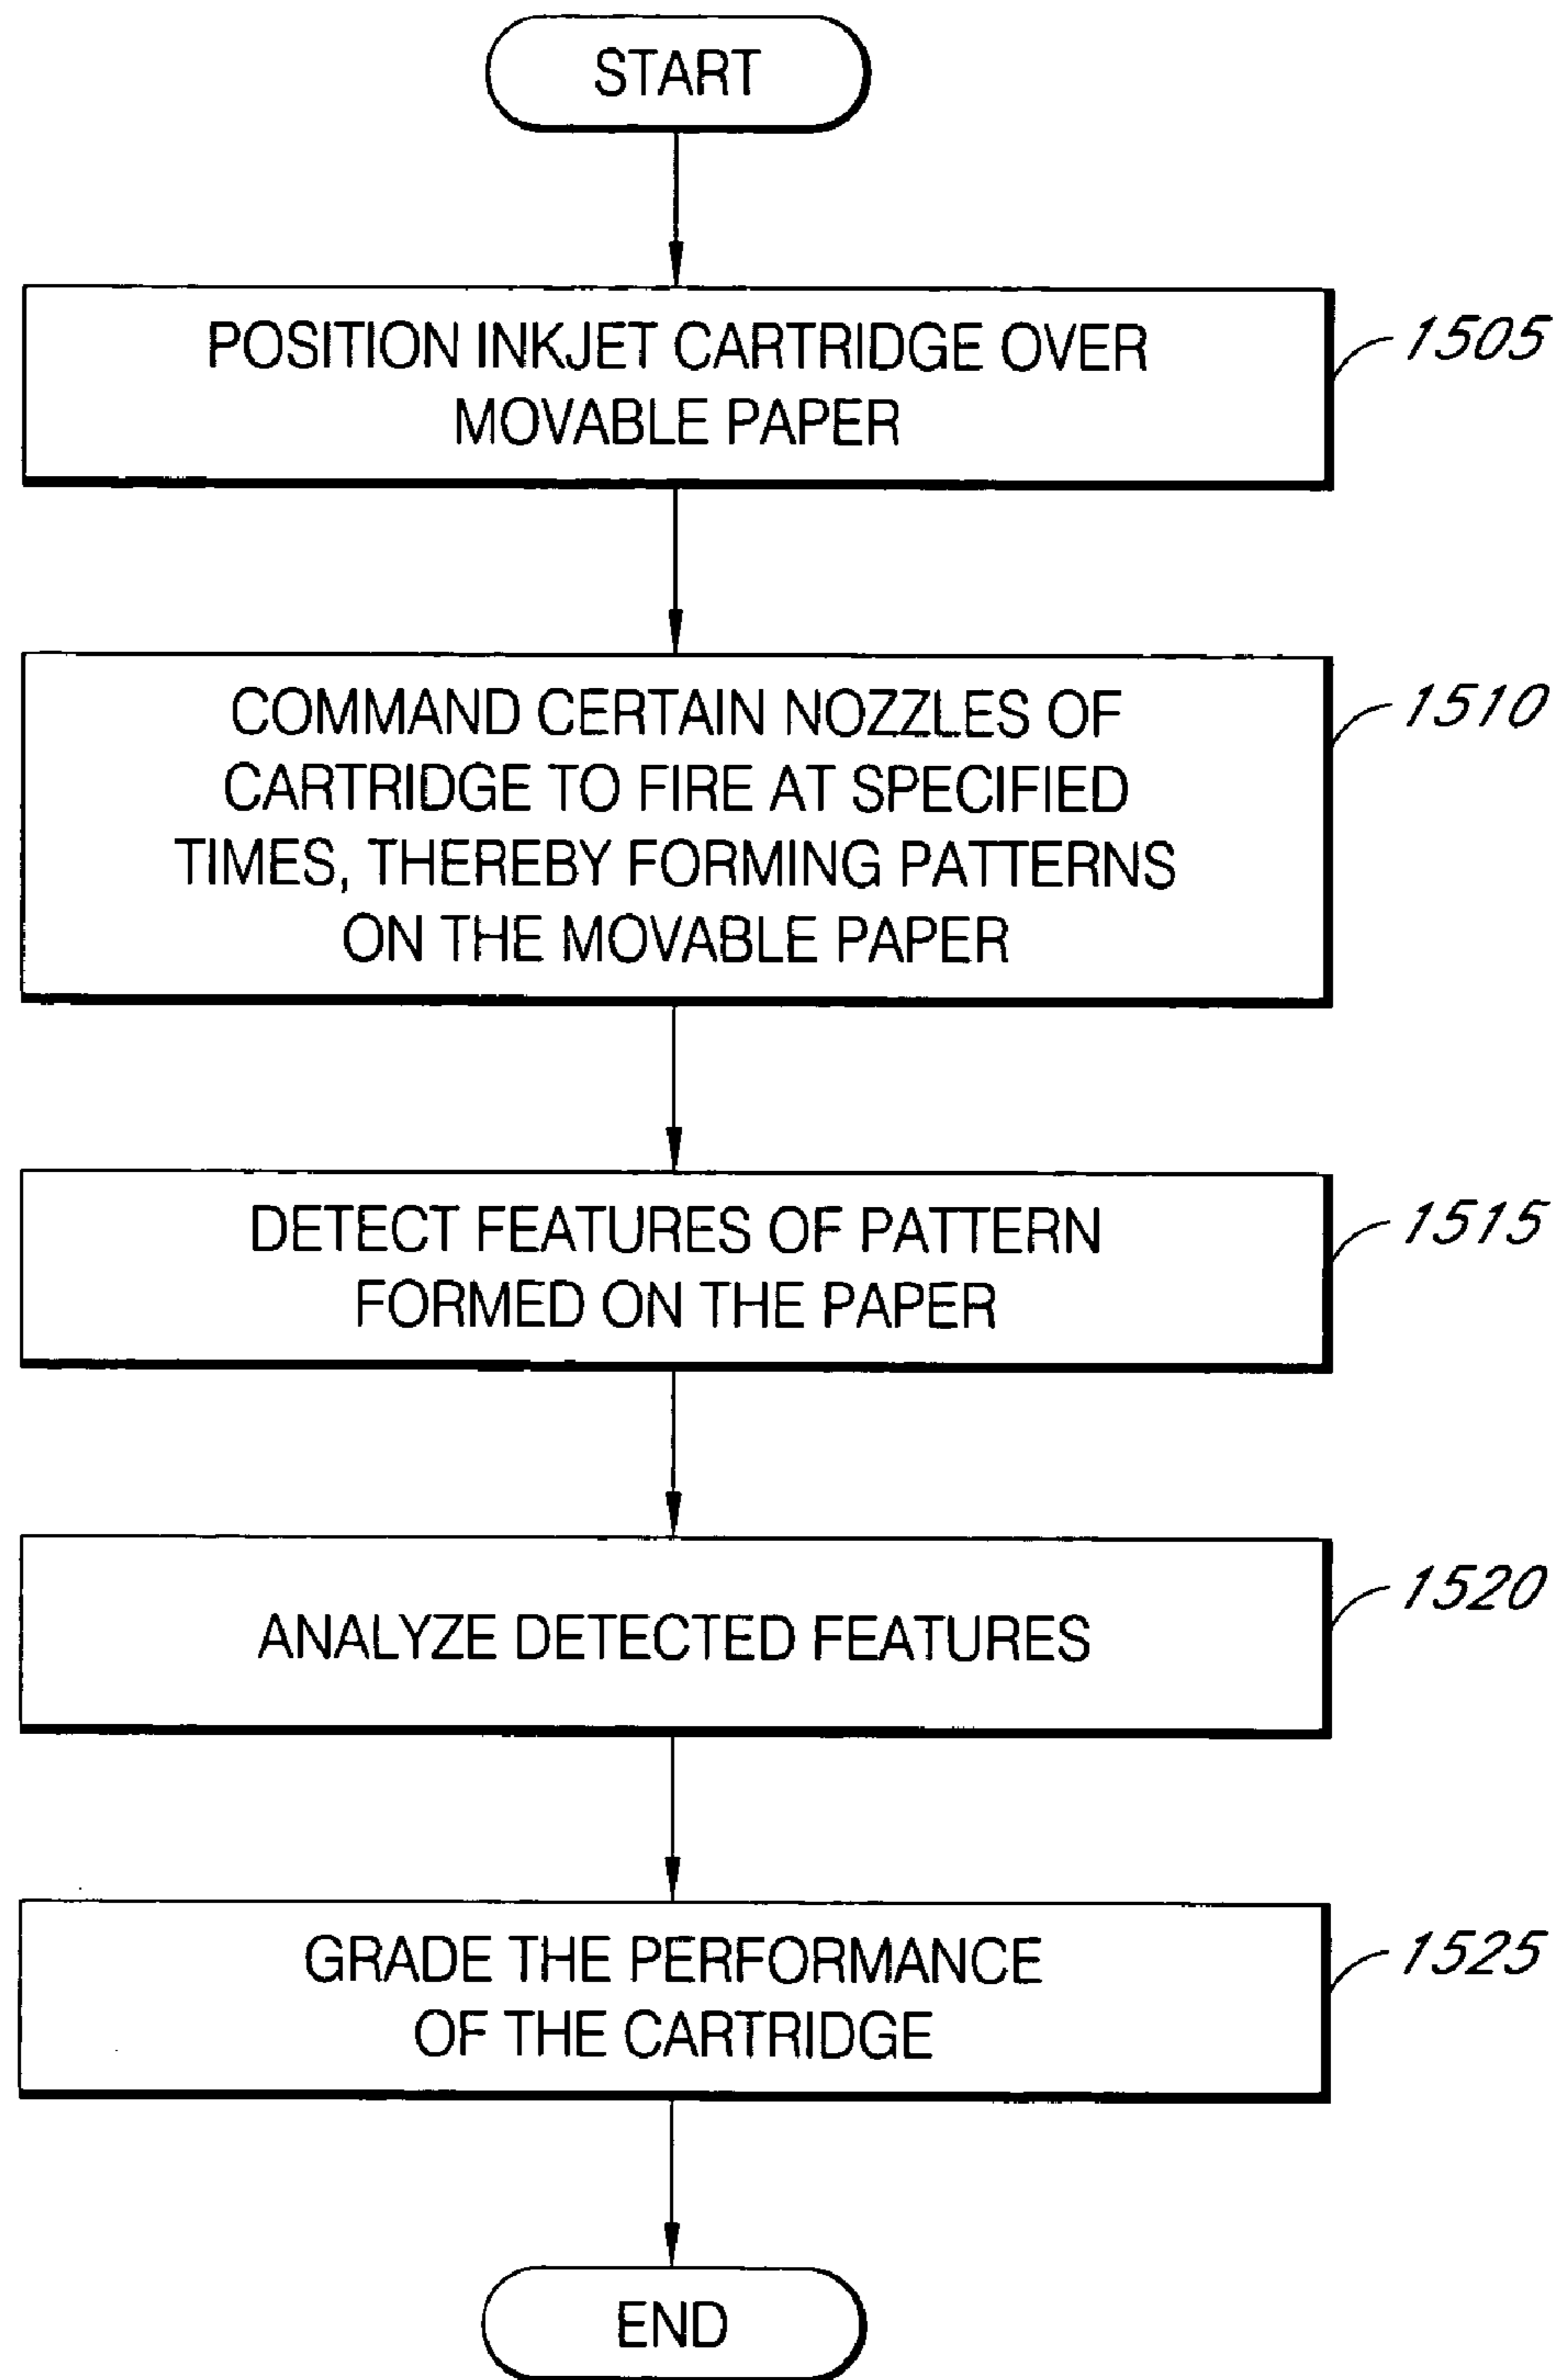 START
POSITION INKJET CARTRIDGE OVER
MOVABLE PAPER
1505
COMMAND CERTAIN NOZZLES OF
CARTRIDGE TO FIRE AT SPECIFIED
TIMES, THEREBY FORMING PATTERNS
ON THE MOVABLE PAPER
1510
DETECT FEATURES OF PATTERN
FORMED ON THE PAPER
1515
ANALYZE DETECTED FEATURES
1520
GRADE THE PERFORMANCE
OF THE CARTRIDGE
1525
END